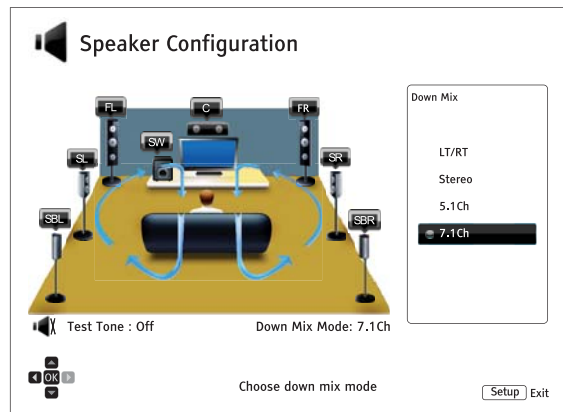 Speaker Configuration
FL
C
FR
SW
SL
SR
SBL
SBR
Test Tone : Off
Down Mix Mode: 7.1Ch
Down Mix
LT/RT
Stereo
5.1Ch
7.1Ch
OK
Choose down mix mode
Setup Exit